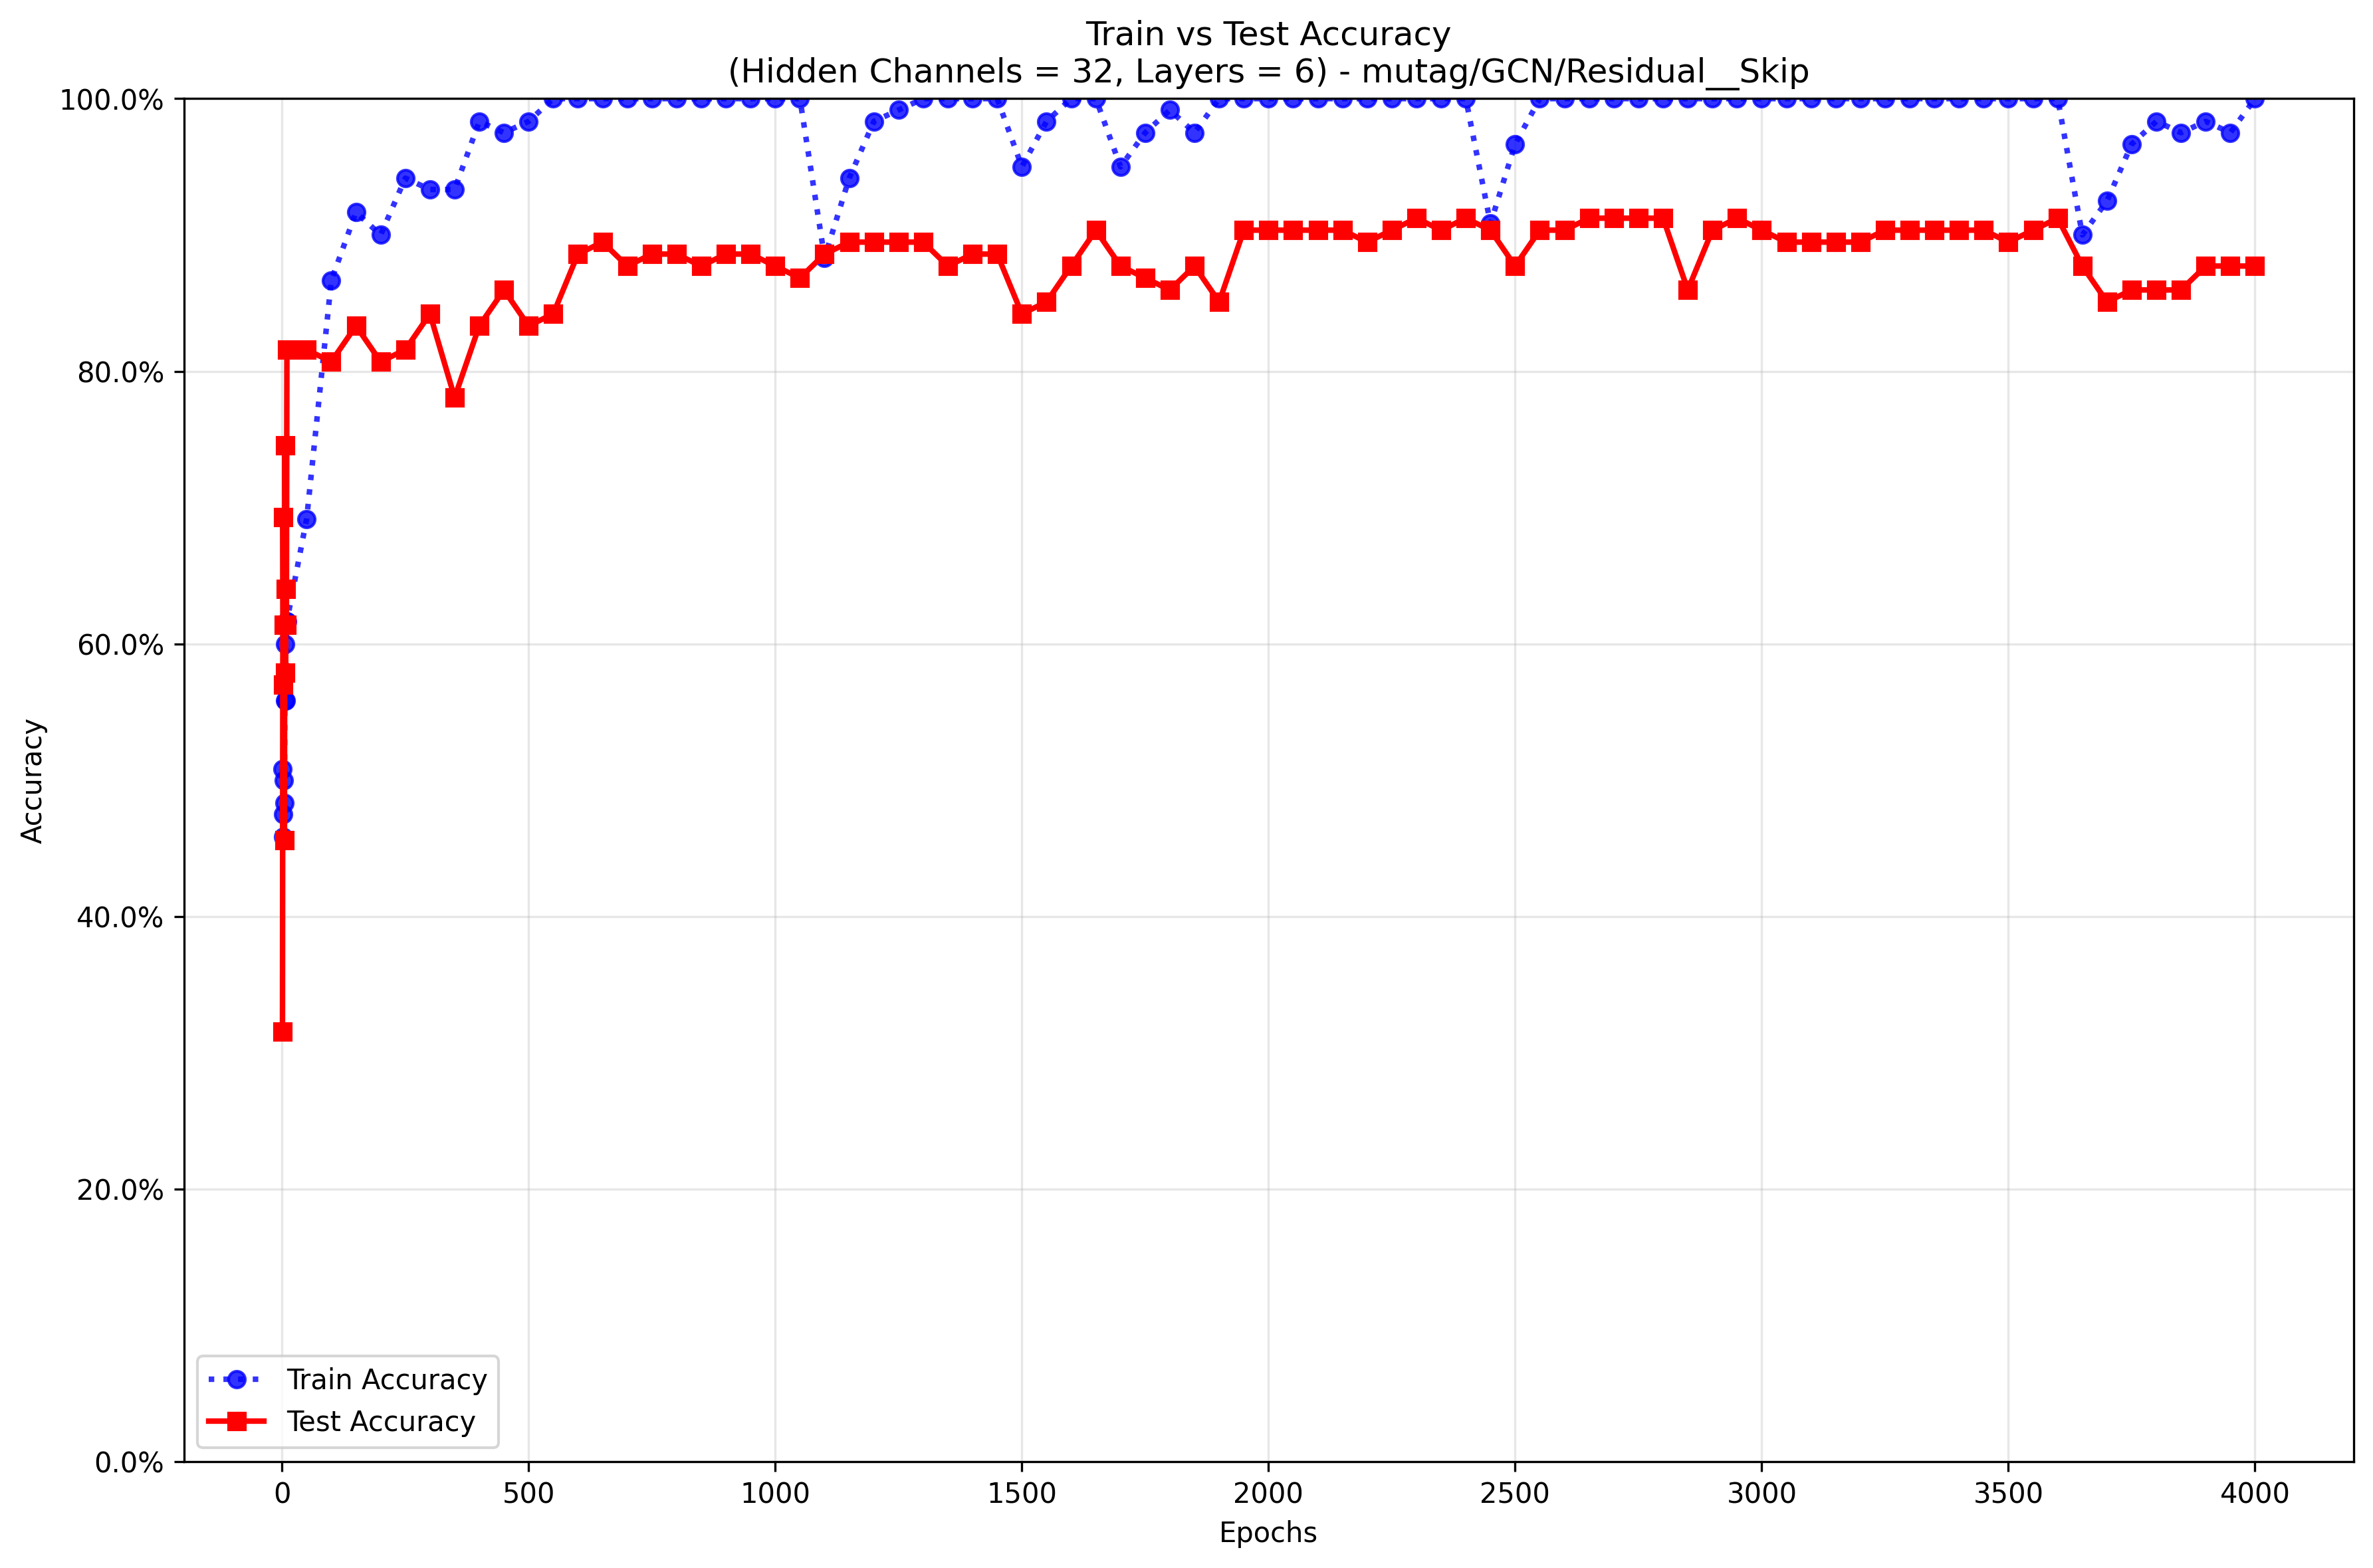 Train vs Test Accuracy
(Hidden Channels = 32, Layers = 6) - mutag/GCN/Residual__Skip
100.0%
80.0%
60.0%
40.0%
20.0%
0.0%
Accuracy
Train Accuracy
Test Accuracy
0 500 1000 1500 2000 2500 3000 3500 4000
Epochs